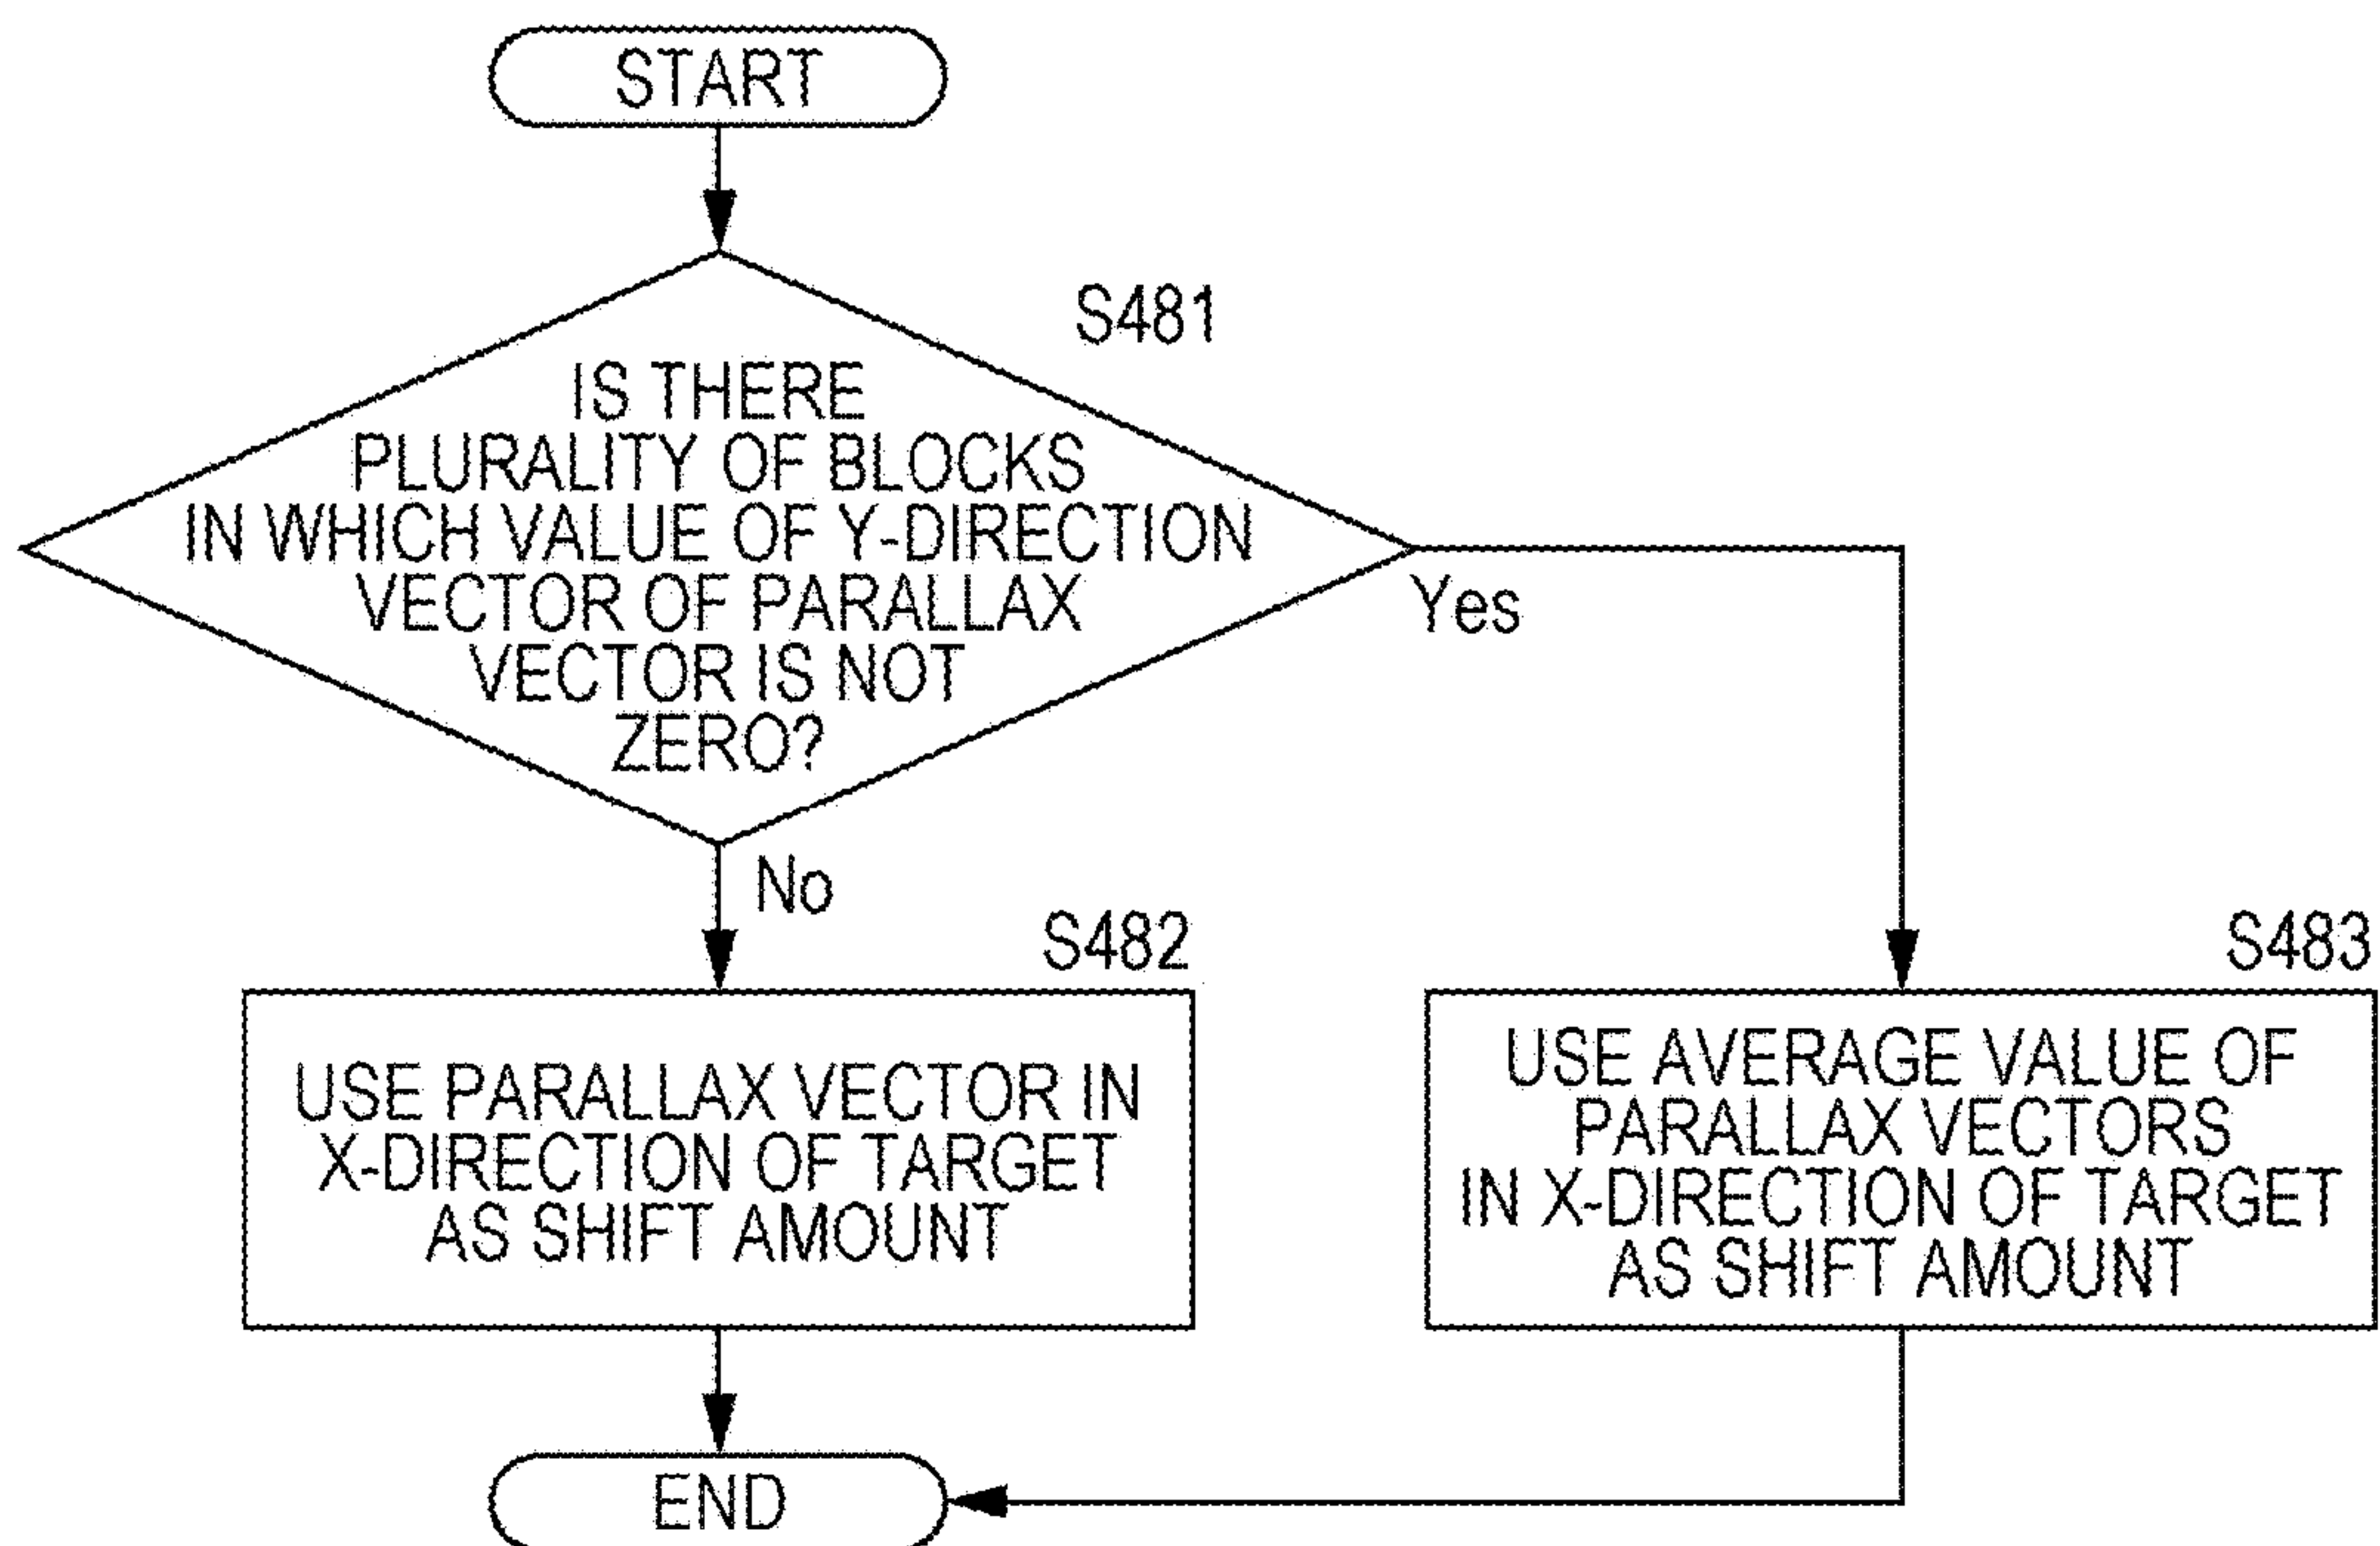 START
S481
IS THERE
PLURALITY OF BLOCKS
IN WHICH VALUE OF Y-DIRECTION
VECTOR OF PARALLAX
VECTOR IS NOT
ZERO?
Yes
No
S482
USE PARALLAX VECTOR IN
X-DIRECTION OF TARGET
AS SHIFT AMOUNT
S483
USE AVERAGE VALUE OF
PARALLAX VECTORS
IN X-DIRECTION OF TARGET
AS SHIFT AMOUNT
END